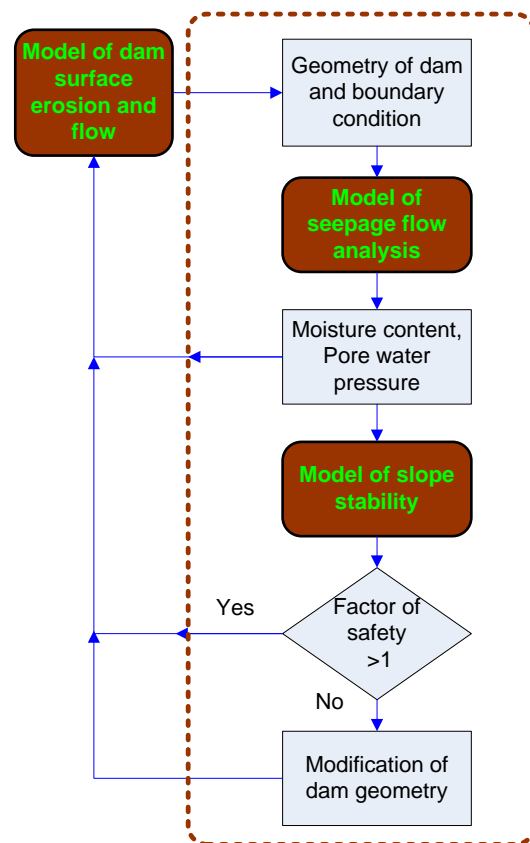 Model of dam
surface
erosion and
flow
Geometry of dam
and boundary
condition
Model of
seepage flow
analysis
Moisture content,
Pore water
pressure
Model of slope
stability
Factor of
safety
>1
Yes
No
Modification of
dam geometry